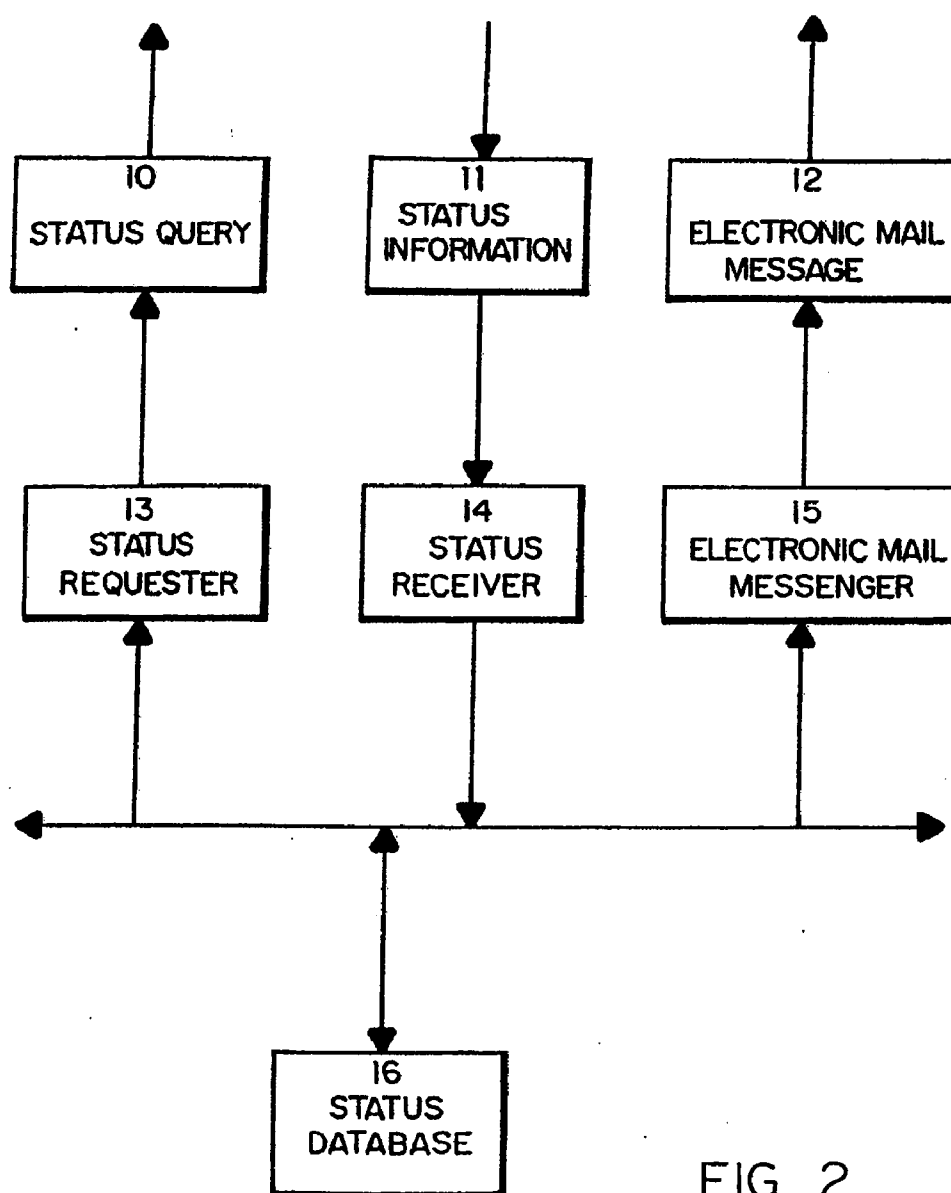 10
STATUS QUERY
11
STATUS
INFORMATION
12
ELECTRONIC MAIL
MESSAGE
13
STATUS
REQUESTER
14
STATUS
RECEIVER
15
ELECTRONIC MAIL
MESSENGER
16
STATUS
DATABASE
FIG. 2